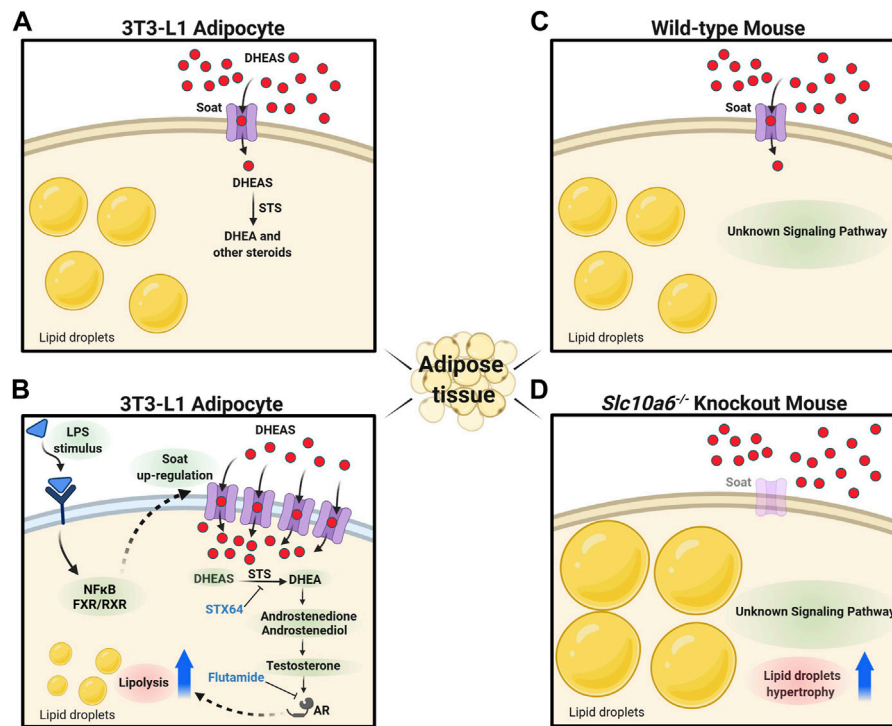 A
3T3-L1 Adipocyte
DHEAS
Soat
DHEAS
STS
DHEA and
other steroids
Lipid droplets
C
Wild-type Mouse
Soat
Unknown Signaling Pathway
Lipid droplets
Adipose
tissue
B
3T3-L1 Adipocyte
LPS
stimulus
Soat
up-regulation
DHEAS
NFκB
FXR/RXR
DHEAS
STS
DHEA
STX64
Androstenedione
Androstenediol
Testosterone
Flutamide
AR
Lipolysis
Lipid droplets
D
Slc10a6-/- Knockout Mouse
Soat
Unknown Signaling Pathway
Lipid droplets
hypertrophy
Lipid droplets